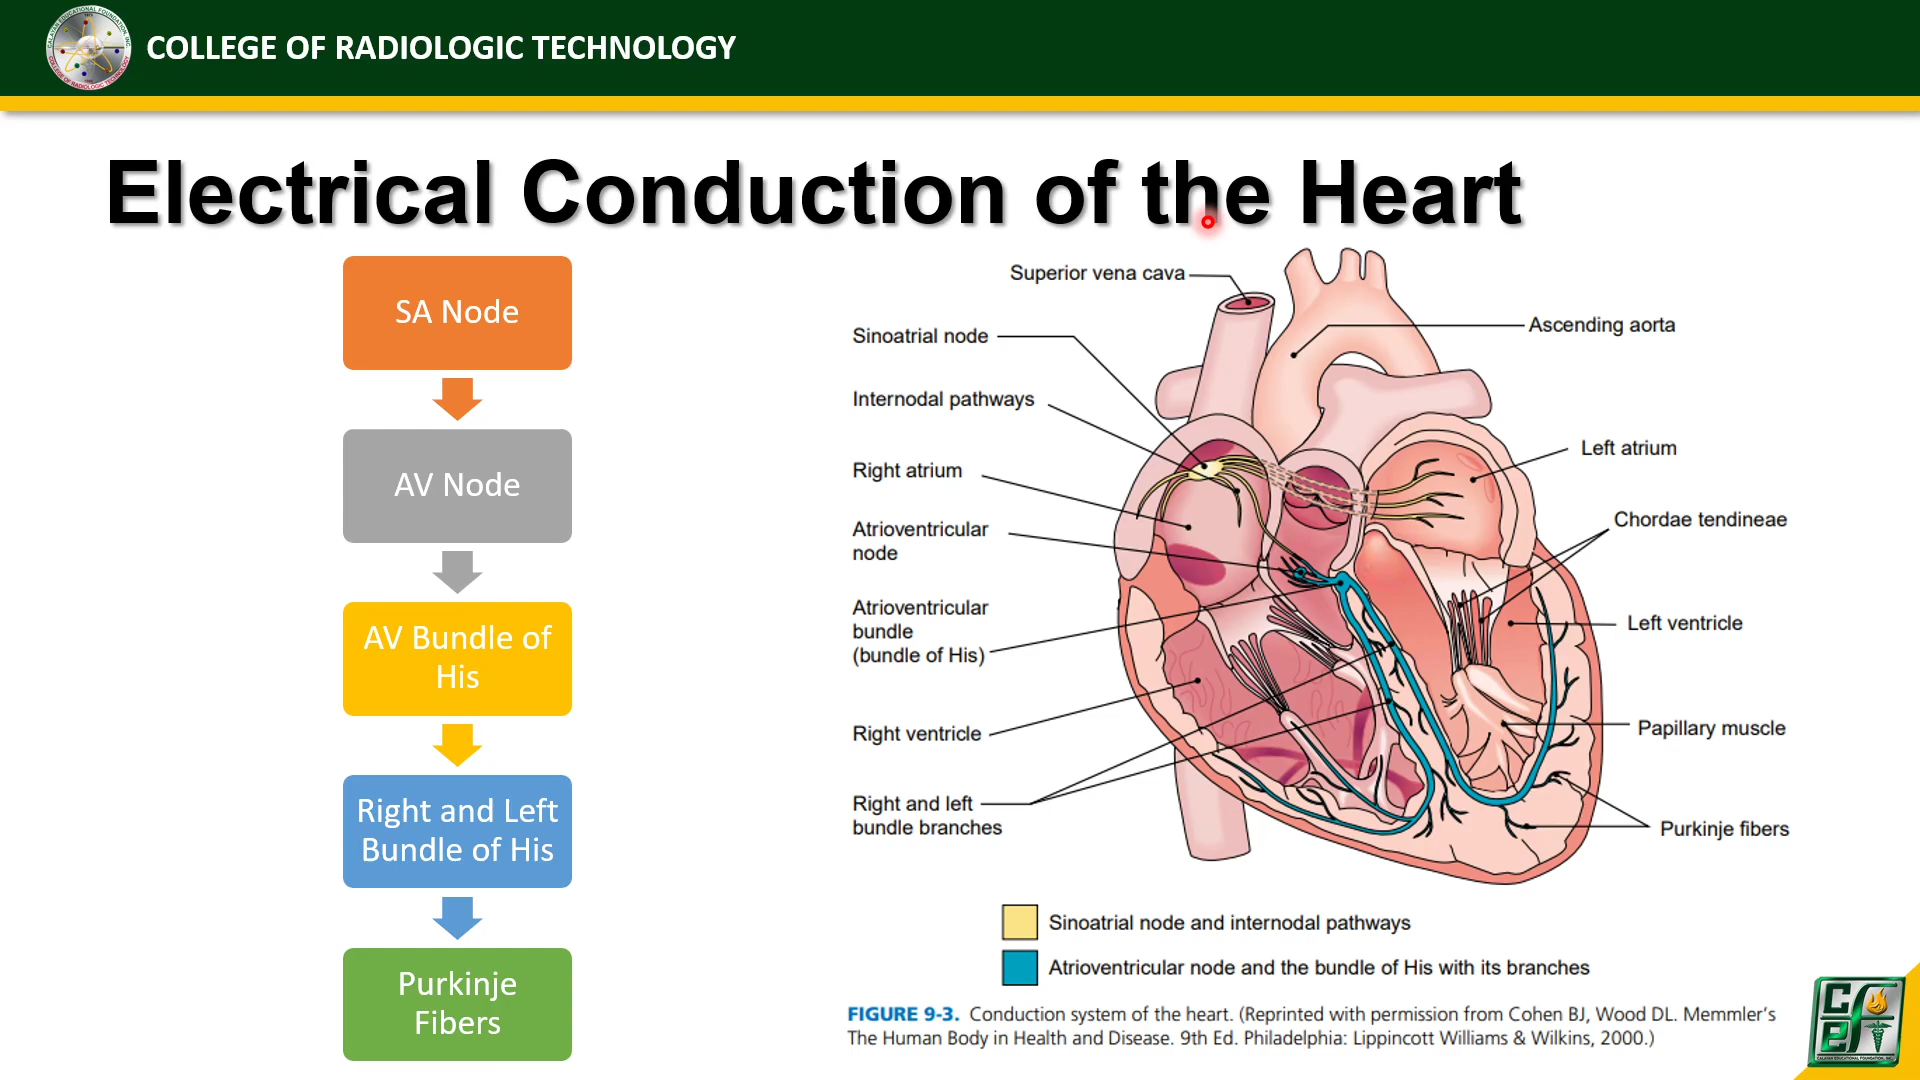 COLLEGE OF RADIOLOGIC TECHNOLOGY
Electrical Conduction of the Heart
SA Node
AV Node
AV Bundle of
His
Right and Left
Bundle of His
Purkinje
Fibers
Superior vena cava
Sinoatrial node
Internodal pathways
Right atrium
Atrioventricular
node
Atrioventricular
bundle
(bundle of His)
Right ventricle
Right and left
bundle branches
Ascending aorta
Left atrium
Chordae tendineae
Left ventricle
Papillary muscle
Purkinje fibers
Sinoatrial node and internodal pathways
Atrioventricular node and the bundle of His with its branches
FIGURE 9-3. Conduction system of the heart. (Reprinted with permission from Cohen BJ, Wood DL. Memmler's
The Human Body in Health and Disease. 9th Ed. Philadelphia: Lippincott Williams & Wilkins, 2000.)